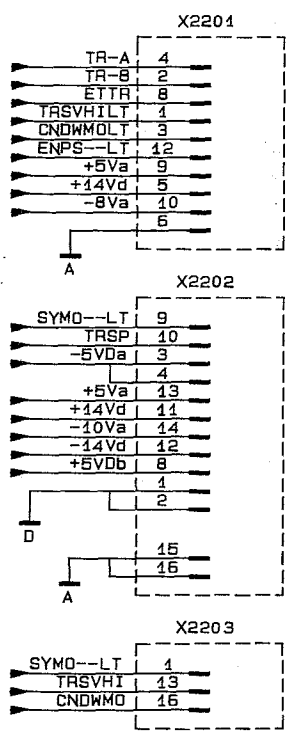 X2201
TR-A 4
TR-B 2
ETTR 8
TRSVHILT 1
CNDWMOLT 3
ENPS--LT 12
+5Va 9
+14Vd 5
-8Va 10
6
A
X2202
SYMO--LT 9
TRSP 10
-5VDa 3
4
+5Va 13
+14Vd 11
-10Va 14
-14Vd 12
+5VDb 8
1
2
D
15
16
A
X2203
SYMO--LT 1
TRSVHI 13
CNDWMO 16